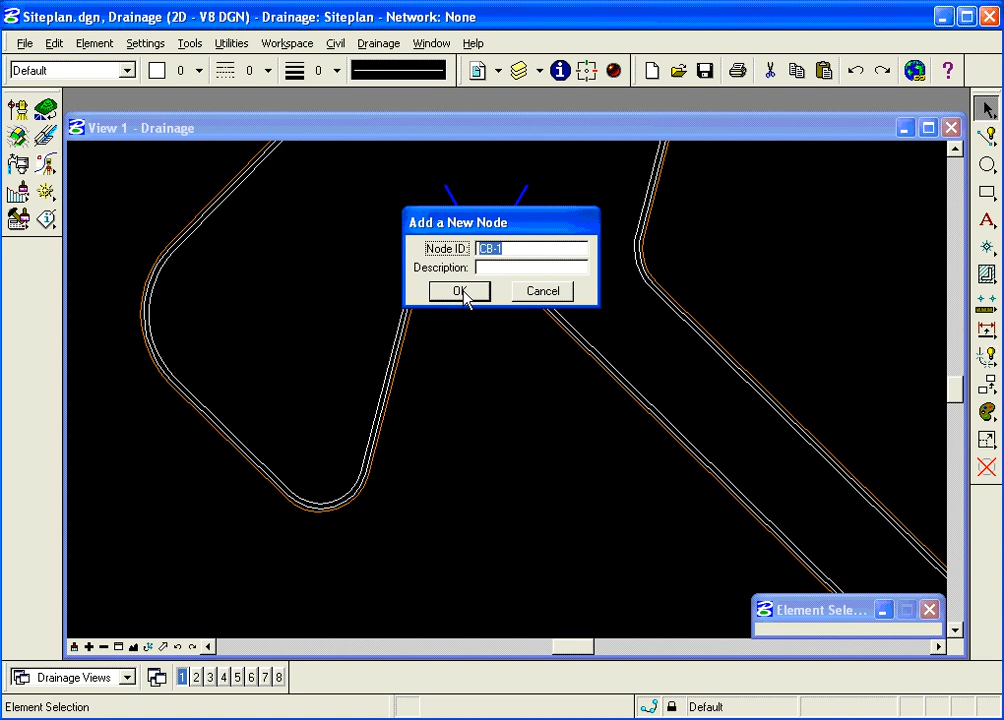 Siteplan.dgn, Drainage (2D - V8 DGN) - Drainage: Siteplan - Network: None
File Edit Element Settings Tools Utilities Workspace Civil Drainage Window Help
Default 0 0 0
View 1 - Drainage
Add a New Node
Node ID: CB-1
Description:
OK Cancel
Element Sele...
Drainage Views 1 2 3 4 5 6 7 8
Element Selection Default